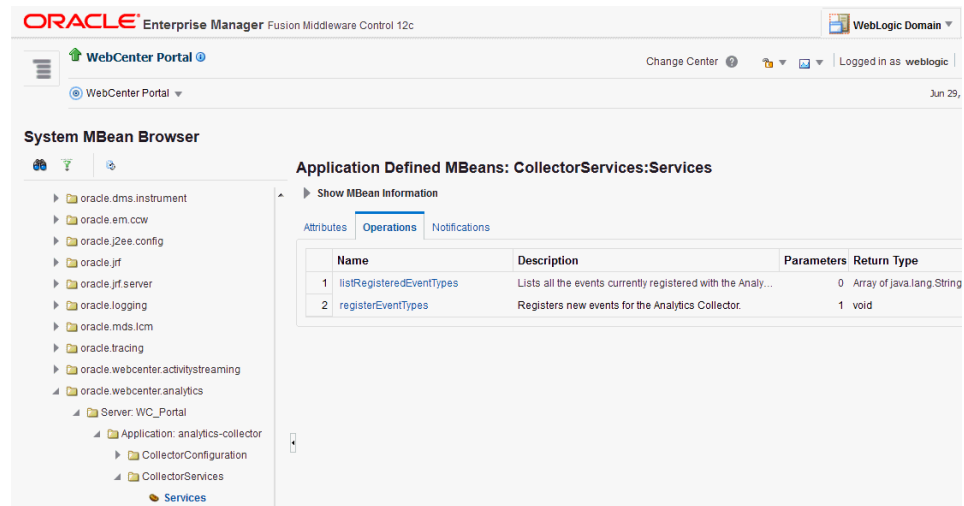 ORACLE Enterprise Manager Fusion Middleware Control 12c
WebLogic Domain
WebCenter Portal
Change Center
Logged in as weblogic
WebCenter Portal
Jun 29,
System MBean Browser
Application Defined MBeans: CollectorServices:Services
Show MBean Information
Attributes Operations Notifications
Name Description Parameters Return Type
1 listRegisteredEventTypes Lists all the events currently registered with the Analy... 0 Array of java.lang.String
2 registerEventTypes Registers new events for the Analytics Collector. 1 void
oracle.dms.instrument
oracle.em.ccw
oracle.j2ee.config
oracle.jrf
oracle.jrf.server
oracle.logging
oracle.mds.lcm
oracle.tracing
oracle.webcenter.activitystreaming
oracle.webcenter.analytics
Server: WC_Portal
Application: analytics-collector
CollectorConfiguration
CollectorServices
Services